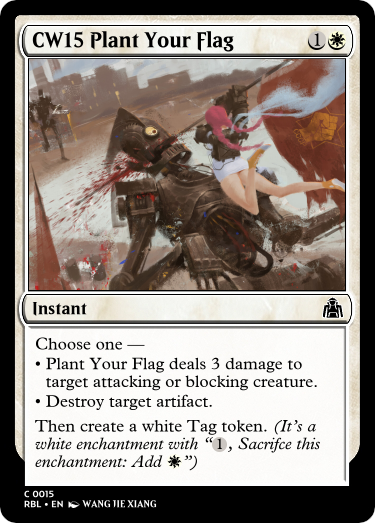 CW15 Plant Your Flag 1
Instant
Choose one —
• Plant Your Flag deals 3 damage to
target attacking or blocking creature.
• Destroy target artifact.
Then create a white Tag token. (It's a
white enchantment with “1, Sacrifce this
enchantment: Add ”)
C 0015
RBL • EN WANG JIE XIANG